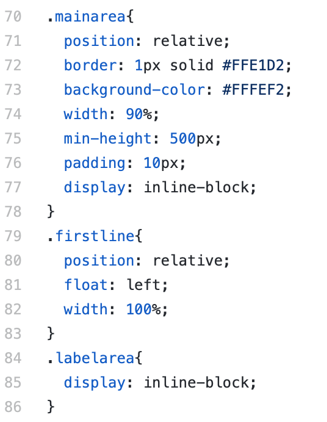 70 .mainarea{
71 position: relative;
72 border: 1px solid #FFE1D2;
73 background-color: #FFFEF2;
74 width: 90%;
75 min-height: 500px;
76 padding: 10px;
77 display: inline-block;
78 }
79 .firstline{
80 position: relative;
81 float: left;
82 width: 100%;
83 }
84 .labelarea{
85 display: inline-block;
86 }